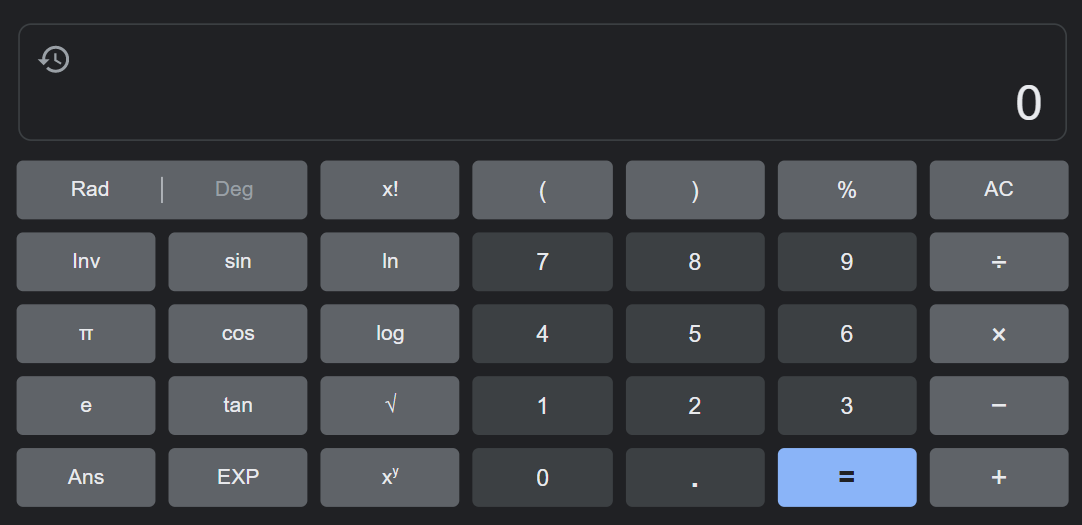 0
Rad | Deg x! ( ) % AC
Inv sin ln 7 8 9 ÷
π cos log 4 5 6 ×
e tan √ 1 2 3 −
Ans EXP xʸ 0 . = +